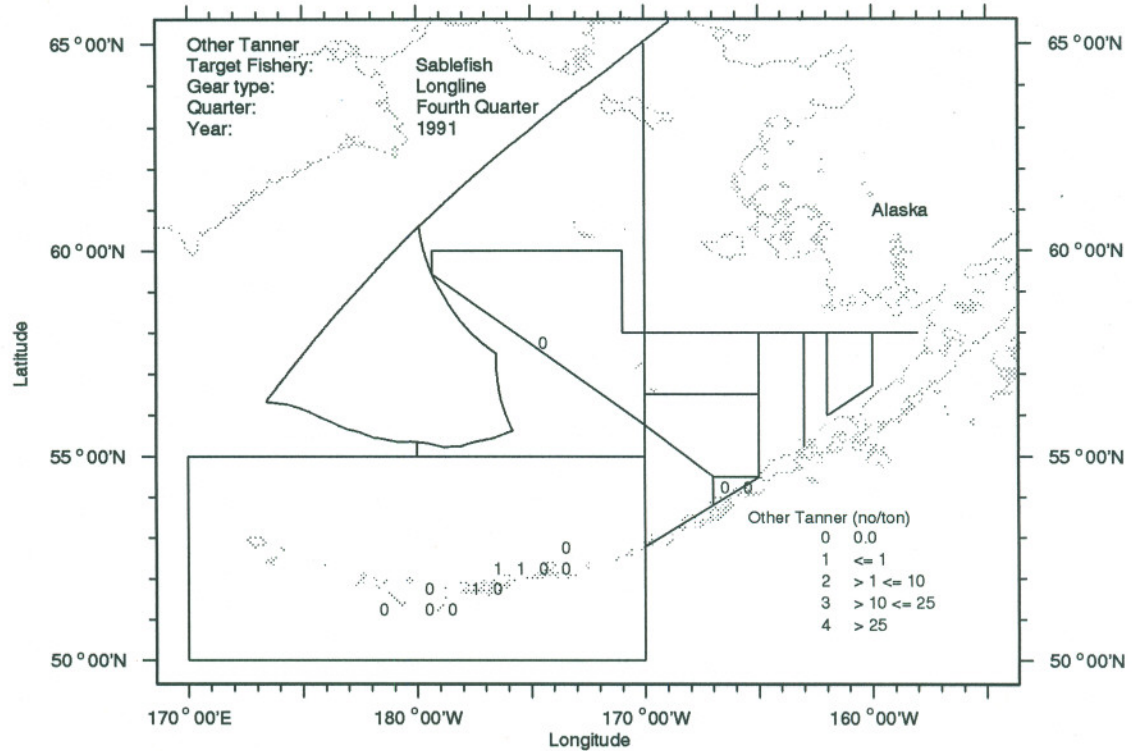 Other Tanner
Target Fishery: Sablefish
Gear type: Longline
Quarter: Fourth Quarter
Year: 1991
65°00'N 65°00'N
Alaska
60°00'N 60°00'N
0
Latitude
55°00'N 55°00'N
0 0
Other Tanner (no/ton)
0 0.0
1 <= 1
2 > 1 <= 10
3 > 10 <= 25
4 > 25
0
1 1 0 0
0 1 0
0 0 0
50°00'N 50°00'N
170°00'E 180°00'W 170°00'W 160°00'W
Longitude